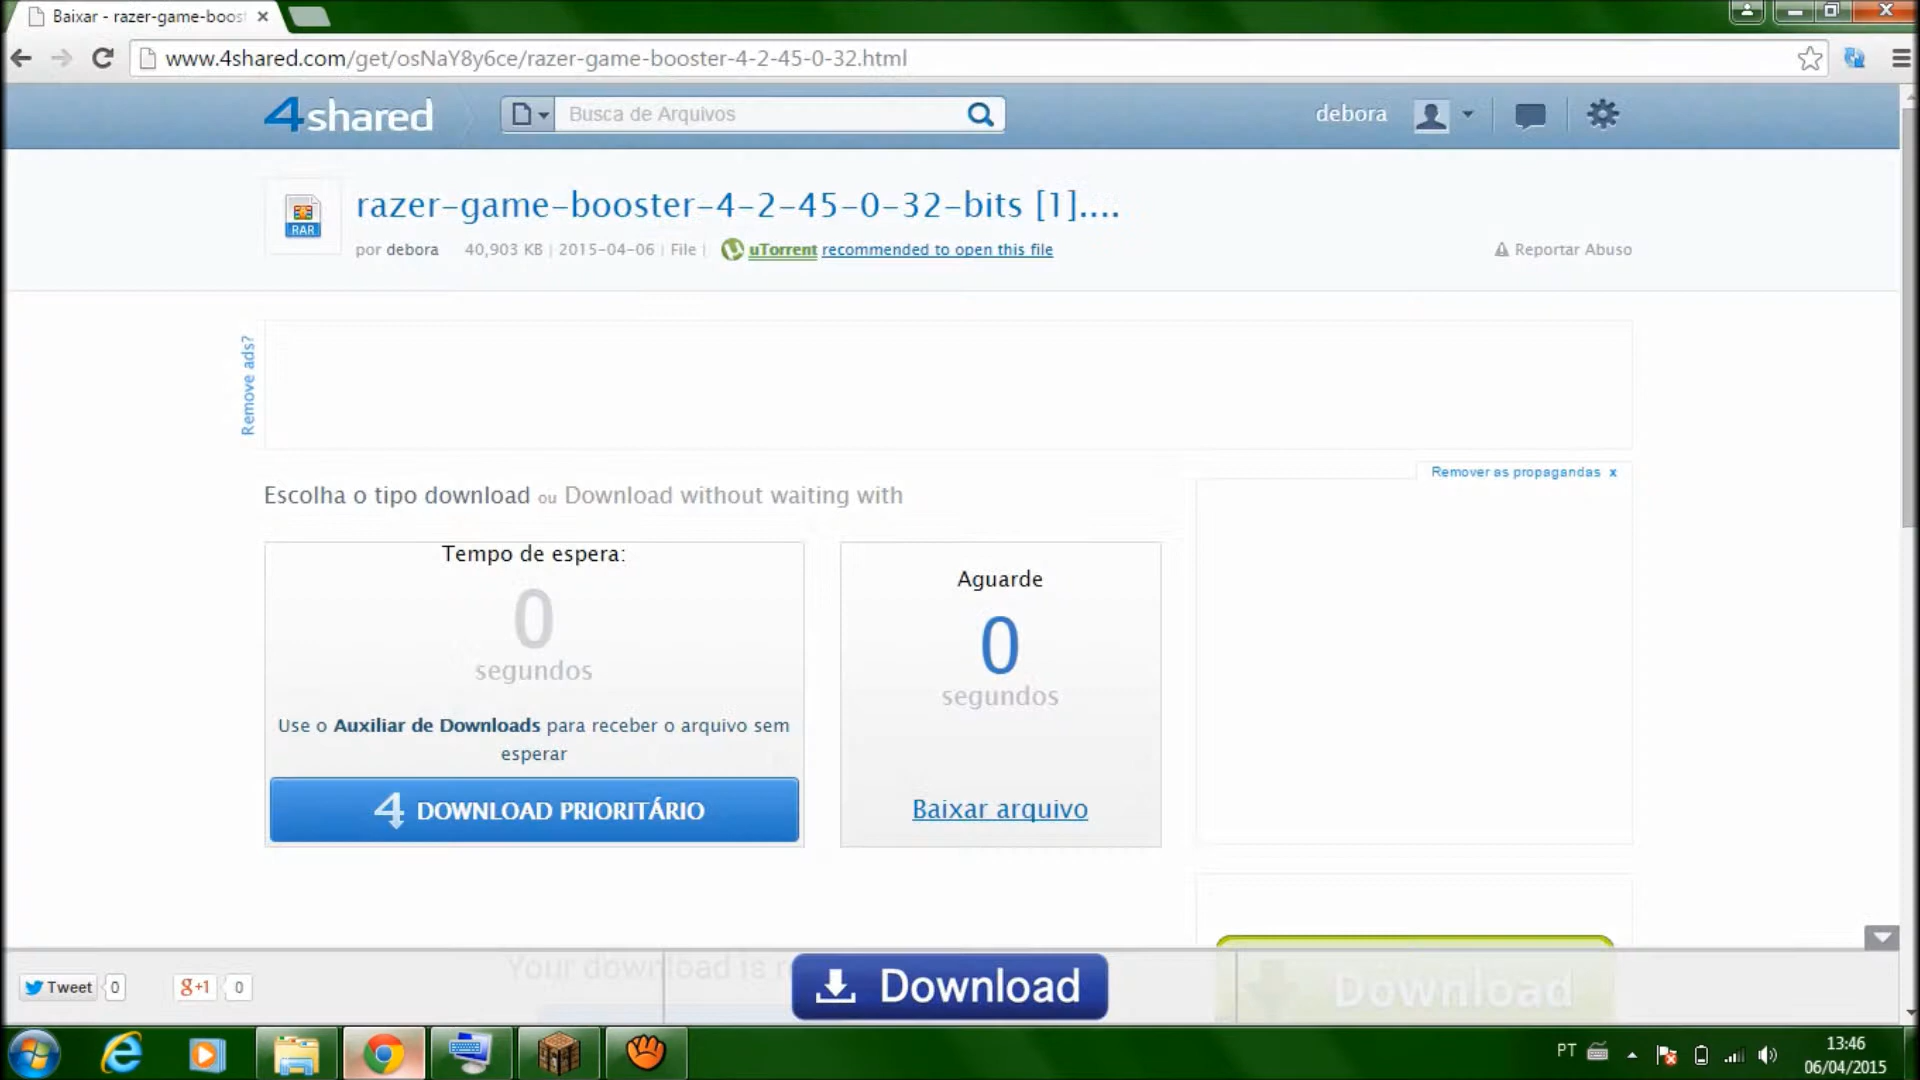 Baixar - razer-game-boos
www.4shared.com/get/osNaY8y6ce/razer-game-booster-4-2-45-0-32.html
4shared
Busca de Arquivos
debora
RAR
razer-game-booster-4-2-45-0-32-bits [1]....
por debora 40,903 KB | 2015-04-06 | File | uTorrent recommended to open this file
Reportar Abuso
Remove ads?
Remover as propagandas x
Escolha o tipo download ou Download without waiting with
Tempo de espera:
0
segundos
Use o Auxiliar de Downloads para receber o arquivo sem
esperar
4 DOWNLOAD PRIORITÁRIO
Aguarde
0
segundos
Baixar arquivo
Your download is
Tweet 0
g+1 0
Download
Download
PT
13:46
06/04/2015